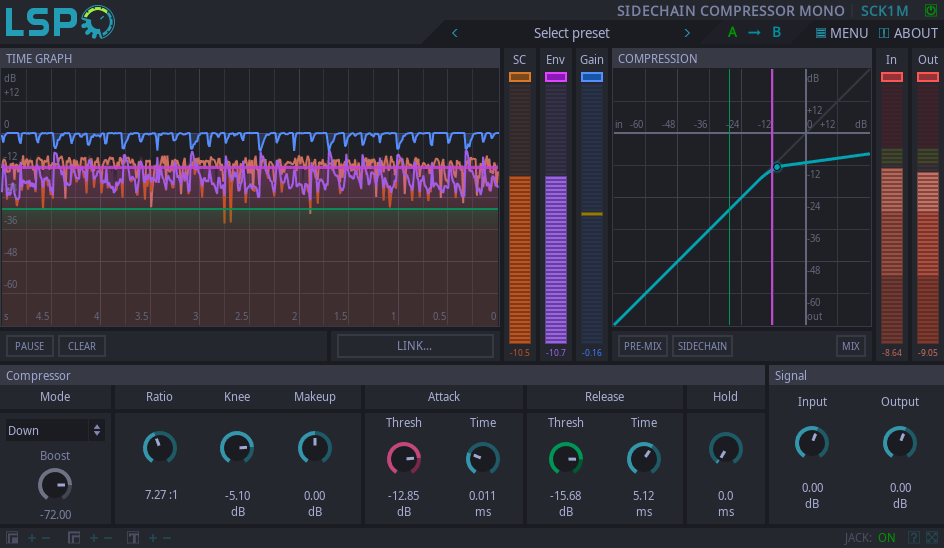 LSP
SIDECHAIN COMPRESSOR MONO SCK1M
Select preset
A → B
MENU
ABOUT
TIME GRAPH
SC Env Gain
COMPRESSION
In Out
dB
+12
0
-12
-36
-48
-60
s 4.5 4 3.5 3 2.5 2 1.5 1 0.5 0
dB
+12
in -60 -48 -36 -24 -12 0 +12 dB
-12
-24
-36
-48
-60
out
PAUSE CLEAR LINK...
-10.5 -10.7 -0.16
PRE-MIX SIDECHAIN MIX
-8.64 -9.05
Compressor
Signal
Mode Ratio Knee Makeup Attack Release Hold
Input Output
Down
Thresh Time Thresh Time
Boost
-72.00
7.27 :1
-5.10 dB
0.00 dB
-12.85 dB
0.011 ms
-15.68 dB
5.12 ms
0.0 ms
0.00 dB
0.00 dB
JACK: ON